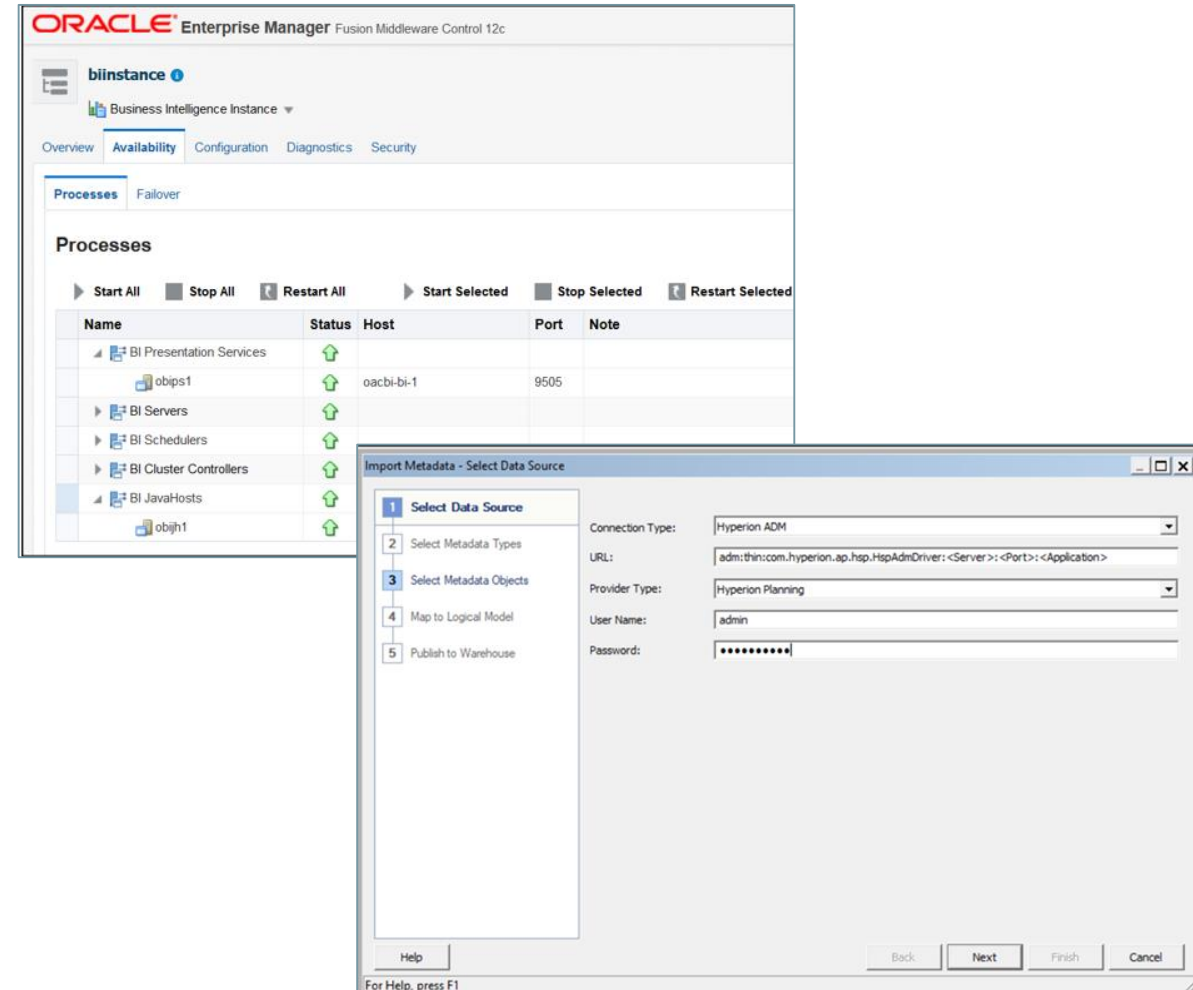 ORACLE® Enterprise Manager Fusion Middleware Control 12c
biinstance
Business Intelligence Instance
Overview Availability Configuration Diagnostics Security
Processes Failover
Processes
Start All Stop All Restart All Start Selected Stop Selected Restart Selected
Name Status Host Port Note
BI Presentation Services
obips1 oacbi-bi-1 9505
BI Servers
BI Schedulers
BI Cluster Controllers
BI JavaHosts
obijh1
Import Metadata - Select Data Source
1 Select Data Source
2 Select Metadata Types
3 Select Metadata Objects
4 Map to Logical Model
5 Publish to Warehouse
Connection Type: Hyperion ADM
URL: adm:thin:com.hyperion.ap.hsp.HspAdmDriver:<Server>:<Port>:<Application>
Provider Type: Hyperion Planning
User Name: admin
Password: ••••••••••
Help Back Next Finish Cancel
For Help, press F1